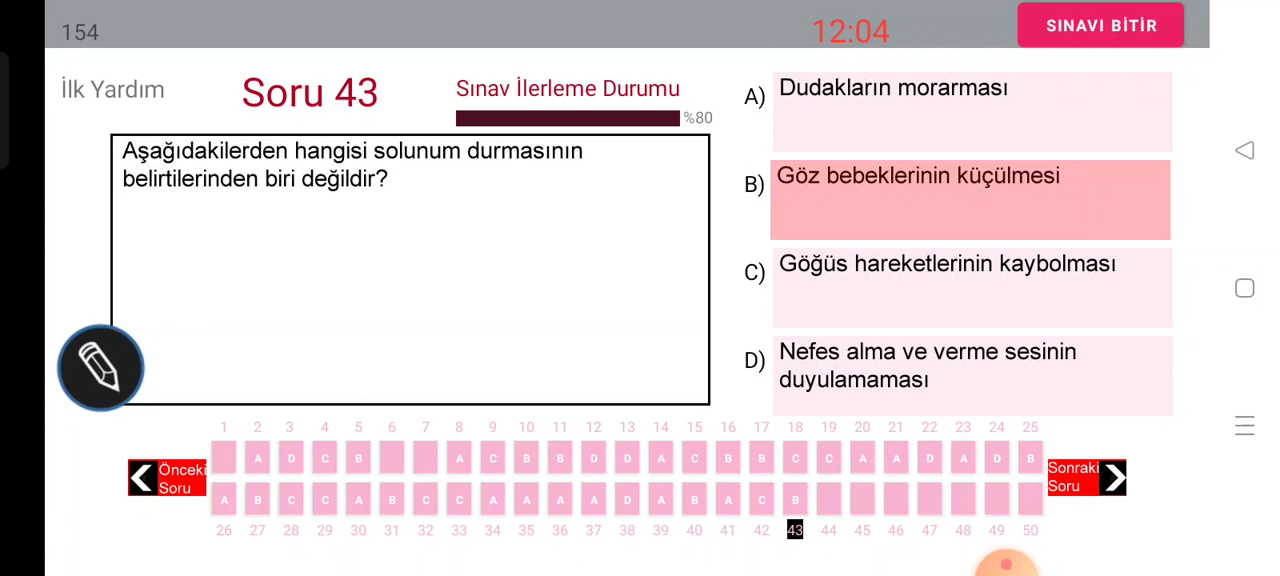 154
12:04
SINAVI BİTİR
İlk Yardım
Soru 43
Sınav İlerleme Durumu
%80
Aşağıdakilerden hangisi solunum durmasının
belirtilerinden biri değildir?
A) Dudakların morarması
B) Göz bebeklerinin küçülmesi
C) Göğüs hareketlerinin kaybolması
D) Nefes alma ve verme sesinin
duyulamaması
1 2 3 4 5 6 7 8 9 10 11 12 13 14 15 16 17 18 19 20 21 22 23 24 25
A D C B A C B B D D A C B B C C A A D A D B
Önceki
Soru
Sonraki
Soru
A B C C A B C C A A A A D A B A C B
26 27 28 29 30 31 32 33 34 35 36 37 38 39 40 41 42 43 44 45 46 47 48 49 50